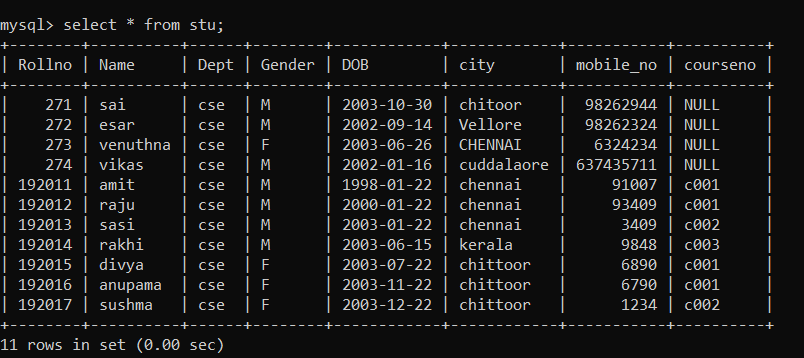 mysql> select * from stu;
+--------+----------+------+--------+------------+------------+-----------+----------+
| Rollno | Name     | Dept | Gender | DOB        | city       | mobile_no | courseno |
+--------+----------+------+--------+------------+------------+-----------+----------+
|    271 | sai      | cse  | M      | 2003-10-30 | chitoor    |  98262944 | NULL     |
|    272 | esar     | cse  | M      | 2002-09-14 | Vellore    |  98262324 | NULL     |
|    273 | venuthna | cse  | F      | 2003-06-26 | CHENNAI    |   6324234 | NULL     |
|    274 | vikas    | cse  | M      | 2002-01-16 | cuddalaore | 637435711 | NULL     |
| 192011 | amit     | cse  | M      | 1998-01-22 | chennai    |     91007 | c001     |
| 192012 | raju     | cse  | M      | 2000-01-22 | chennai    |     93409 | c001     |
| 192013 | sasi     | cse  | M      | 2003-01-22 | chennai    |      3409 | c002     |
| 192014 | rakhi    | cse  | M      | 2003-06-15 | kerala     |      9848 | c003     |
| 192015 | divya    | cse  | F      | 2003-07-22 | chittoor   |      6890 | c001     |
| 192016 | anupama  | cse  | F      | 2003-11-22 | chittoor   |      6790 | c001     |
| 192017 | sushma   | cse  | F      | 2003-12-22 | chittoor   |      1234 | c002     |
+--------+----------+------+--------+------------+------------+-----------+----------+
11 rows in set (0.00 sec)